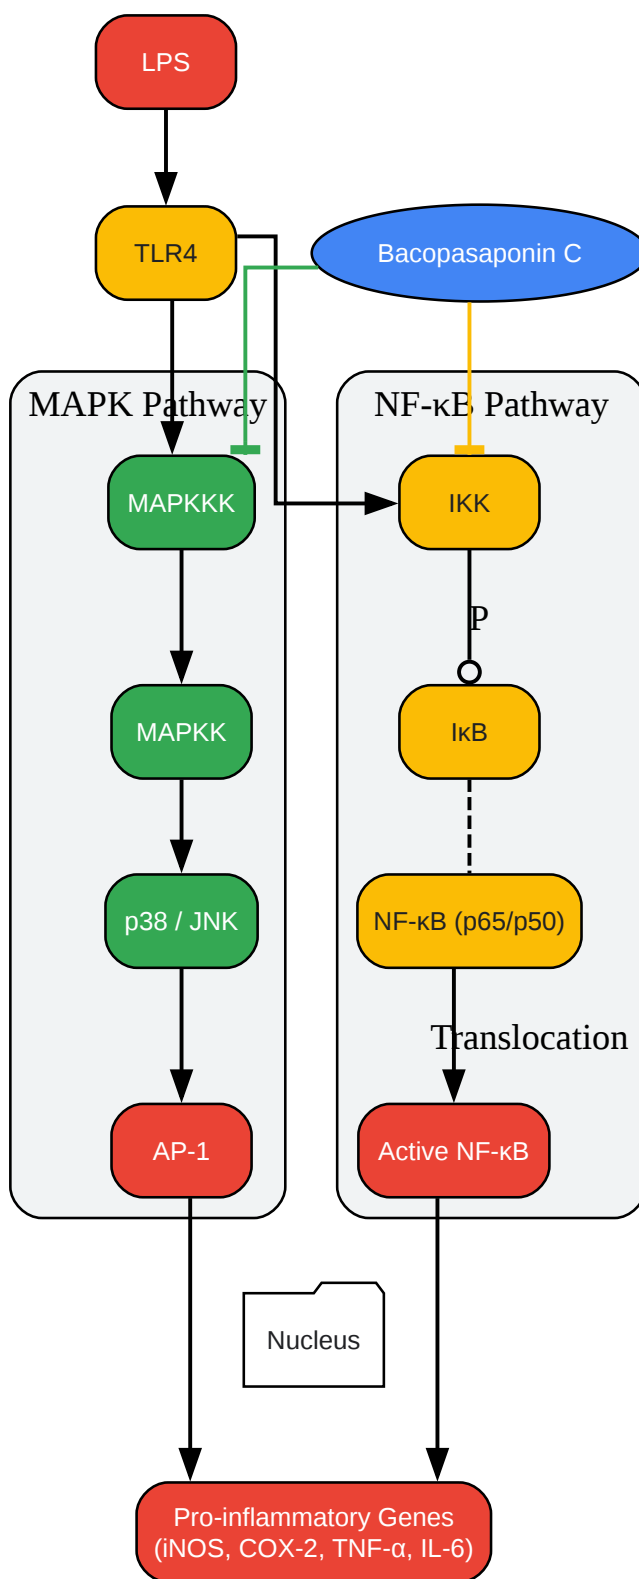 LPS
TLR4
Bacopasaponin C
MAPK Pathway
NF-κB Pathway
MAPKKK
IKK
P
MAPKK
IκB
p38 / JNK
NF-κB (p65/p50)
Translocation
AP-1
Active NF-κB
Nucleus
Pro-inflammatory Genes
(iNOS, COX-2, TNF-α, IL-6)